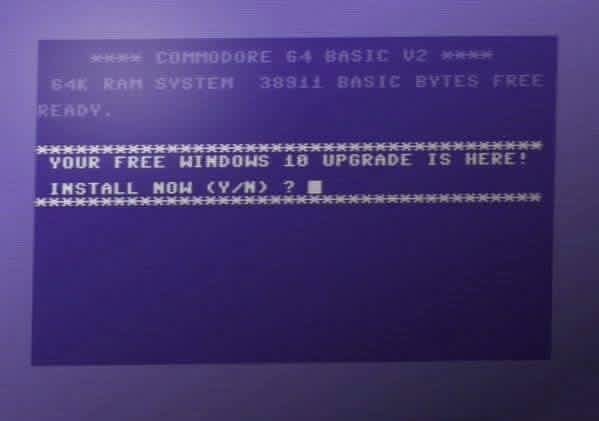 **** COMMODORE 64 BASIC V2 ****
64K RAM SYSTEM 38911 BASIC BYTES FREE
READY.
****************************************
YOUR FREE WINDOWS 10 UPGRADE IS HERE!
INSTALL NOW (Y/N) ?
****************************************